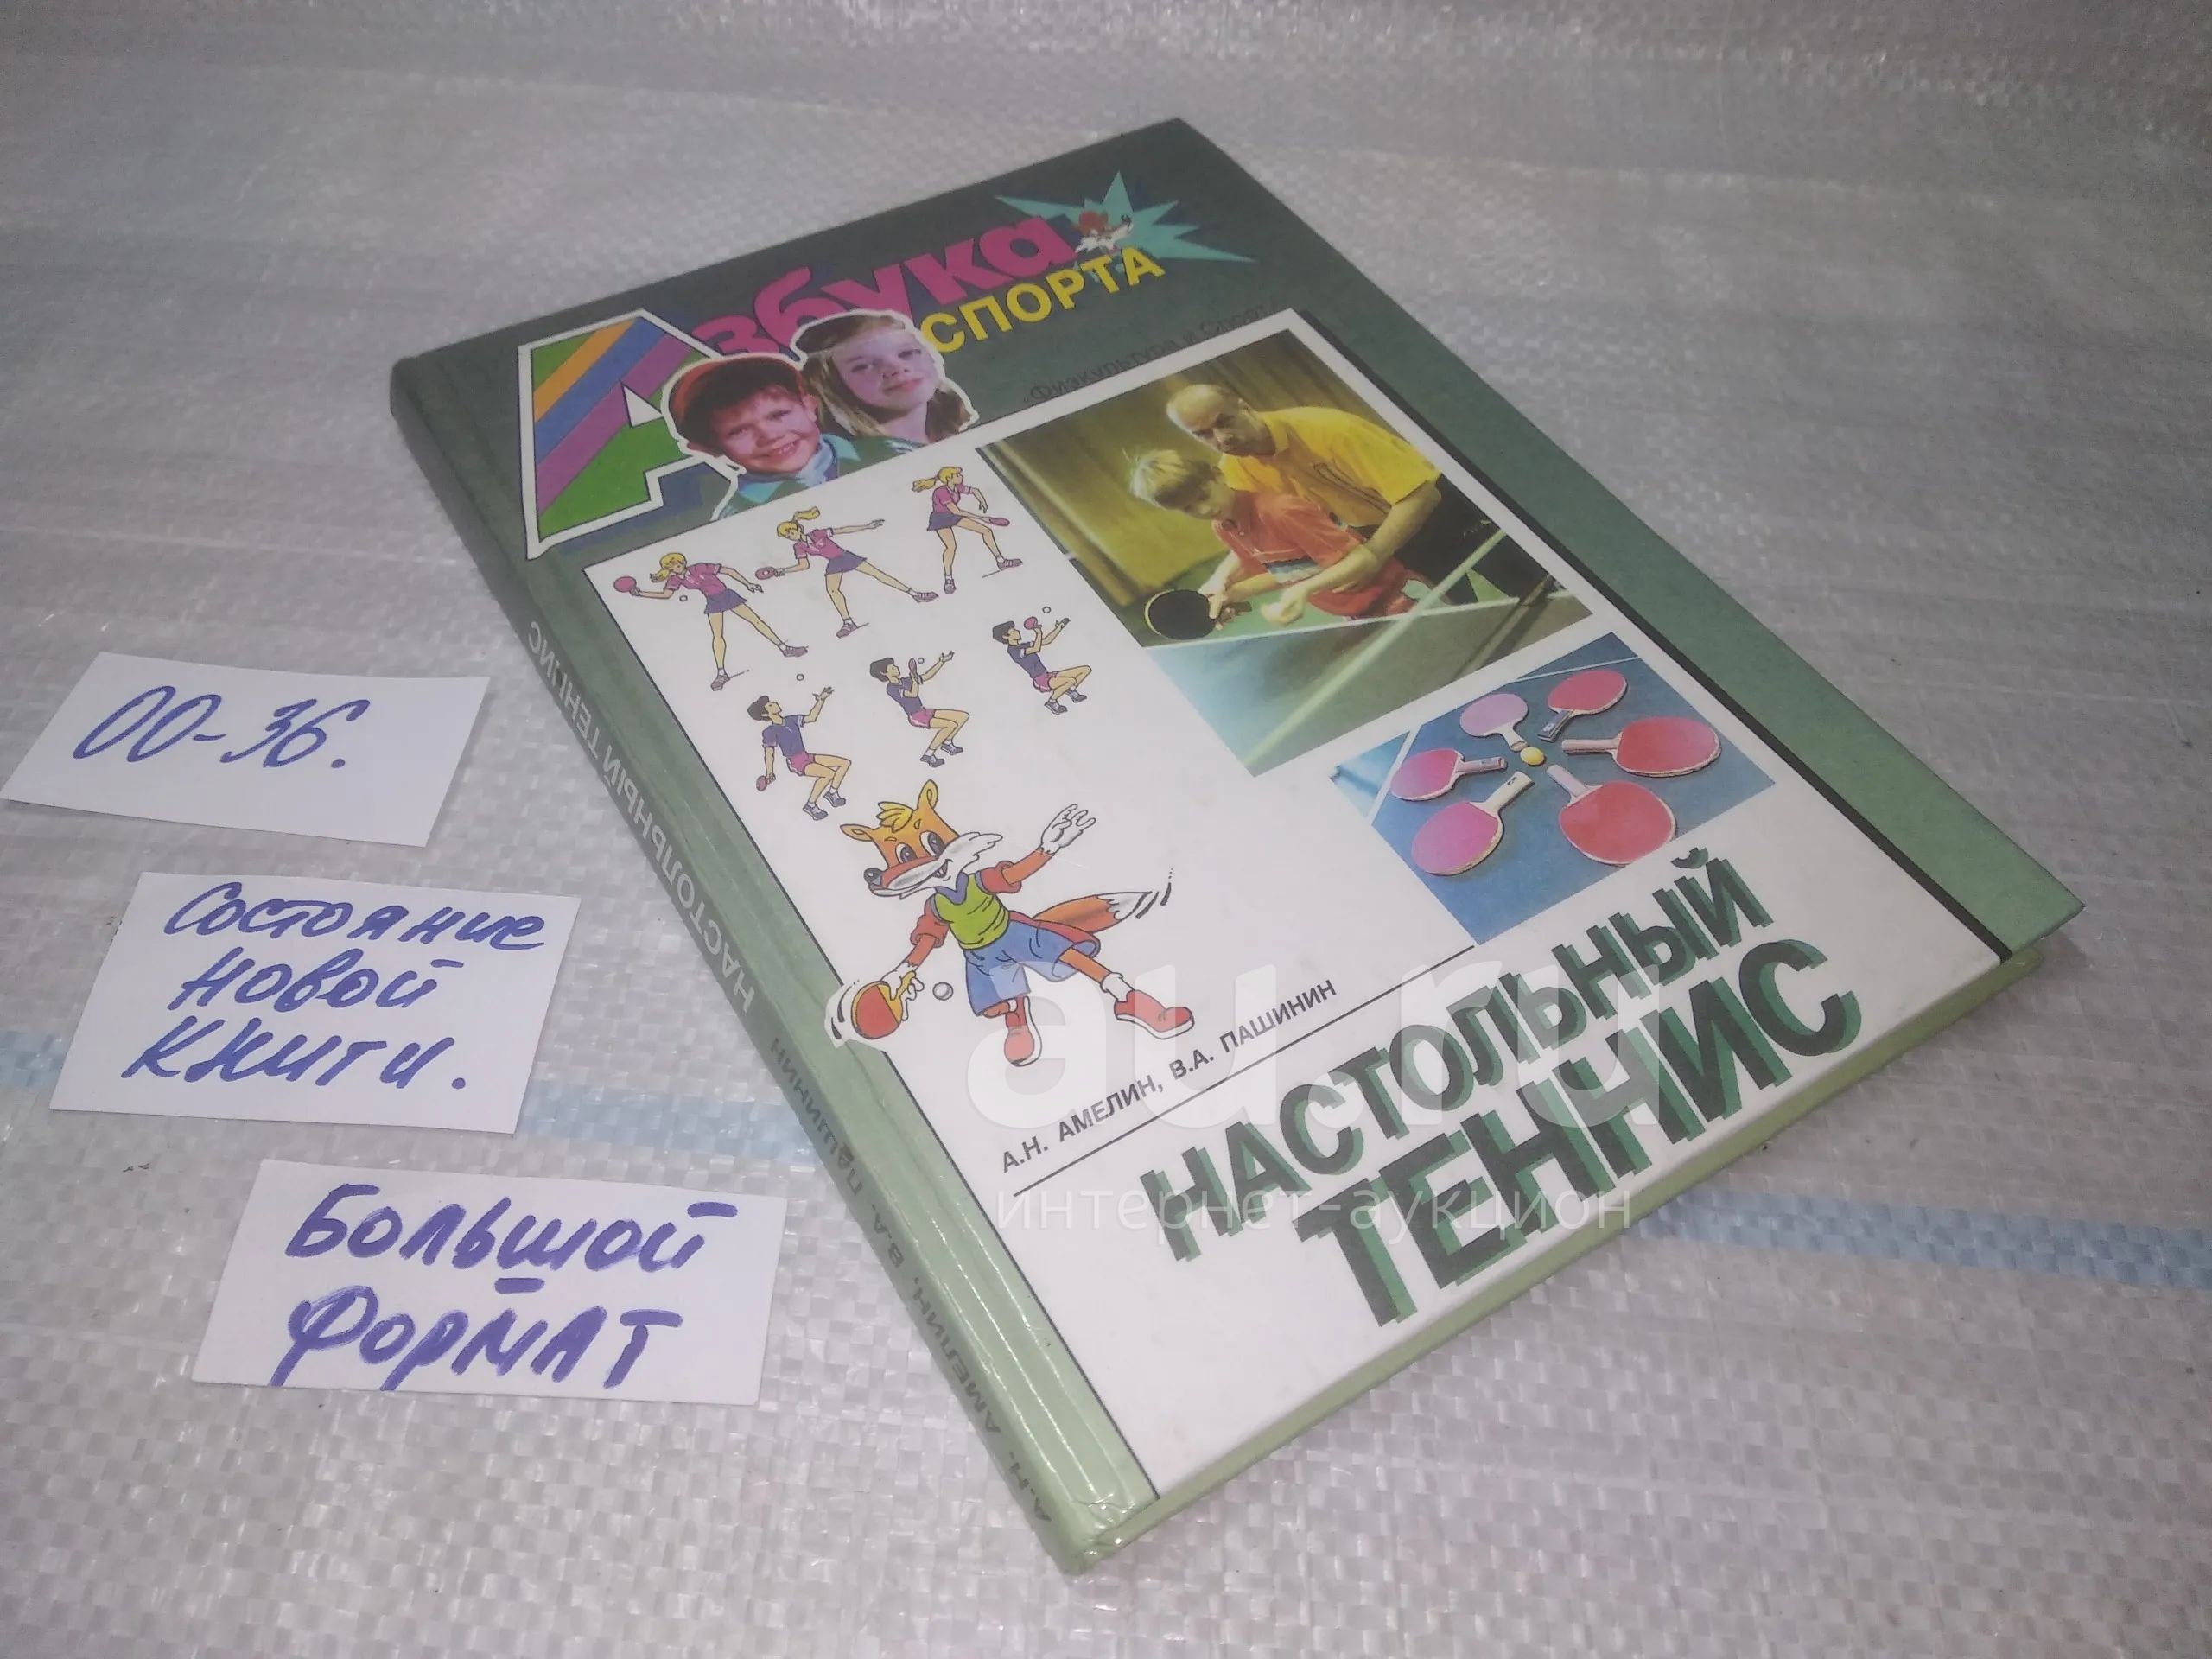 Азбука
СПОРТА
«Физкультура и Спорт»
А.Н. АМЕЛИН, В.А. ПАШИНИН
НАСТОЛЬНЫЙ
ТЕННИС
А.Н. АМЕЛИН, В.А. ПАШИНИН НАСТОЛЬНЫЙ ТЕННИС
00-36.
Состояние
новой
книги.
Большой
формат
au.ru
интернет-аукцион